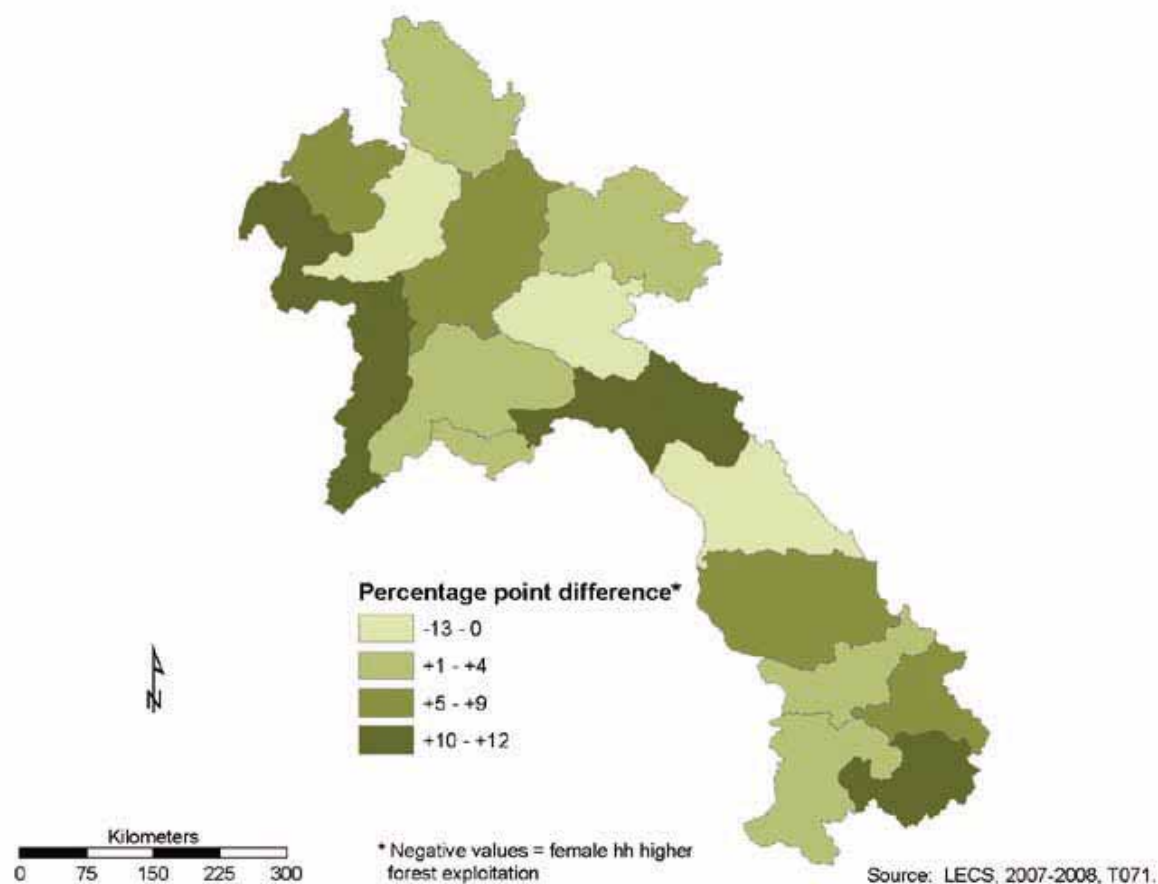 Percentage point difference*
-13 - 0
+1 - +4
+5 - +9
+10 - +12
N
Kilometers
0 75 150 225 300
* Negative values = female hh higher
forest exploitation
Source: LECS, 2007-2008, T071.